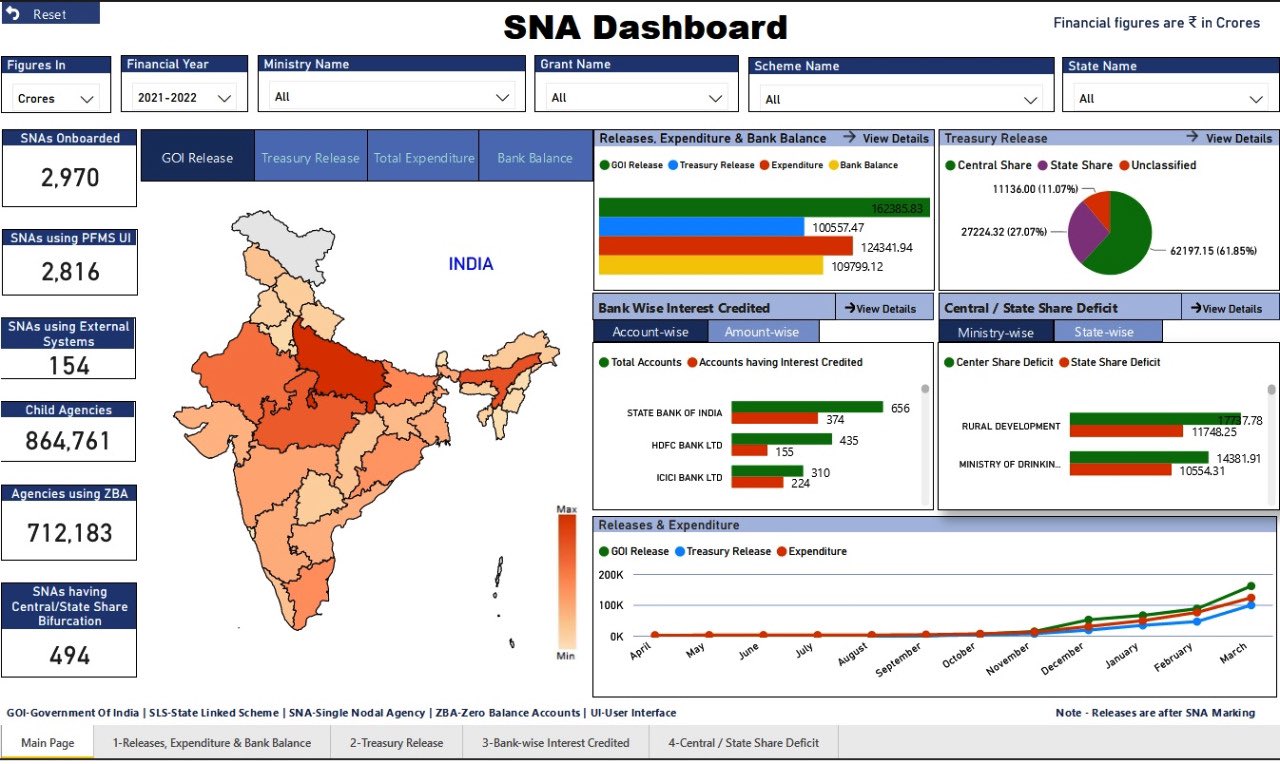 Reset
SNA Dashboard
Financial figures are ₹ in Crores
Figures In
Crores
Financial Year
2021-2022
Ministry Name
All
Grant Name
All
Scheme Name
All
State Name
All
SNAs Onboarded
2,970
SNAs using PFMS UI
2,816
SNAs using External
Systems
154
Child Agencies
864,761
Agencies using ZBA
712,183
SNAs having
Central/State Share
Bifurcation
494
GOI Release
Treasury Release
Total Expenditure
Bank Balance
INDIA
Max
Min
Releases, Expenditure & Bank Balance
View Details
GOI Release Treasury Release Expenditure Bank Balance
162385.83
100557.47
124341.94
109799.12
Treasury Release
View Details
Central Share State Share Unclassified
11136.00 (11.07%)
27224.32 (27.07%)
62197.15 (61.85%)
Bank Wise Interest Credited
View Details
Account-wise
Amount-wise
Total Accounts Accounts having Interest Credited
STATE BANK OF INDIA
656
374
HDFC BANK LTD
435
155
ICICI BANK LTD
310
224
Central / State Share Deficit
View Details
Ministry-wise
State-wise
Center Share Deficit State Share Deficit
RURAL DEVELOPMENT
11748.25
MINISTRY OF DRINKIN...
14381.91
10554.31
Releases & Expenditure
GOI Release Treasury Release Expenditure
200K
100K
0K
April May June July August September October November December January February March
GOI-Government Of India | SLS-State Linked Scheme | SNA-Single Nodal Agency | ZBA-Zero Balance Accounts | UI-User Interface
Note - Releases are after SNA Marking
Main Page
1-Releases, Expenditure & Bank Balance
2-Treasury Release
3-Bank-wise Interest Credited
4-Central / State Share Deficit